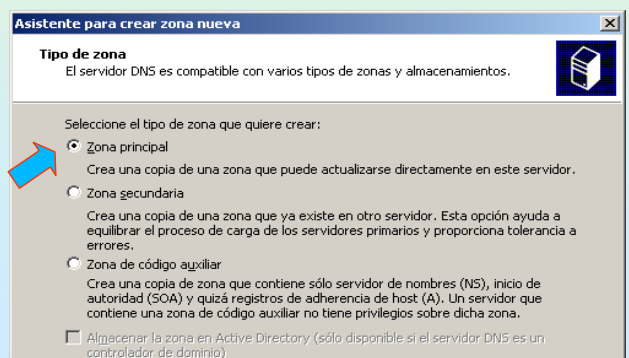 Asistente para crear zona nueva
Tipo de zona
El servidor DNS es compatible con varios tipos de zonas y almacenamientos.
Seleccione el tipo de zona que quiere crear:
Zona principal
Crea una copia de una zona que puede actualizarse directamente en este servidor.
Zona secundaria
Crea una copia de una zona que ya existe en otro servidor. Esta opción ayuda a
equilibrar el proceso de carga de los servidores primarios y proporciona tolerancia a
errores.
Zona de código auxiliar
Crea una copia de zona que contiene sólo servidor de nombres (NS), inicio de
autoridad (SOA) y quizá registros de adherencia de host (A). Un servidor que
contiene una zona de código auxiliar no tiene privilegios sobre dicha zona.
Almacenar la zona en Active Directory (sólo disponible si el servidor DNS es un
controlador de dominio)